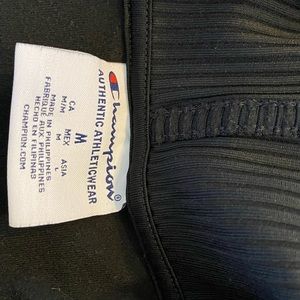 Champion®
AUTHENTIC ATHLETICWEAR
M
CA MEX ASIA
M/M M L
MADE IN PHILIPPINES
FABRIQUÉ AUX PHILIPPINES
HECHO EN FILIPINAS
CHAMPION.COM